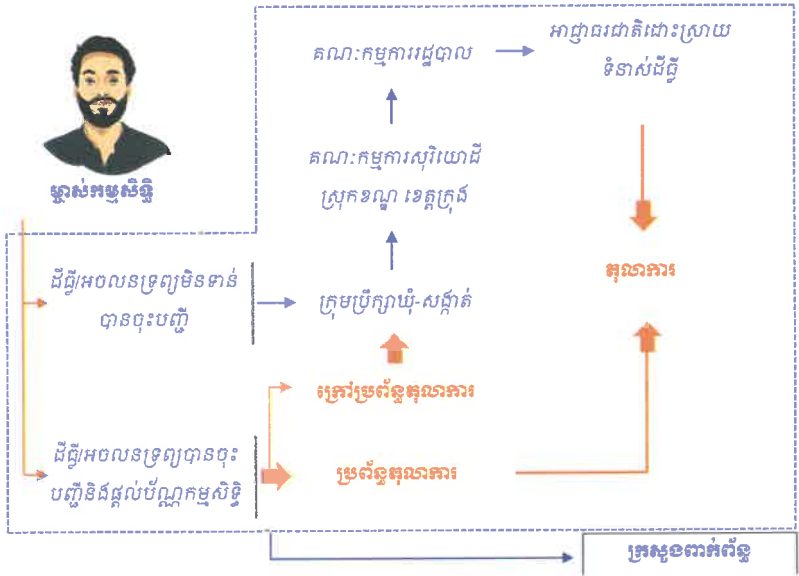 គណៈកម្មការរដ្ឋបាល
អាជ្ញាធរជាតិដោះស្រាយ
ទំនាស់ដីធ្លី
ម្ចាស់កម្មសិទ្ធិ
គណៈកម្មការសុរិយោដី
ស្រុកខណ្ឌ ខេត្តក្រុង
តុលាការ
ដីធ្លី/អចលនទ្រព្យមិនទាន់
បានចុះបញ្ជី
ក្រុមប្រឹក្សាឃុំ-សង្កាត់
ក្រៅប្រព័ន្ធតុលាការ
ដីធ្លី/អចលនទ្រព្យបានចុះ
បញ្ជីនិងផ្តល់ប័ណ្ណកម្មសិទ្ធិ
ប្រព័ន្ធតុលាការ
ក្រសួងពាក់ព័ន្ធ